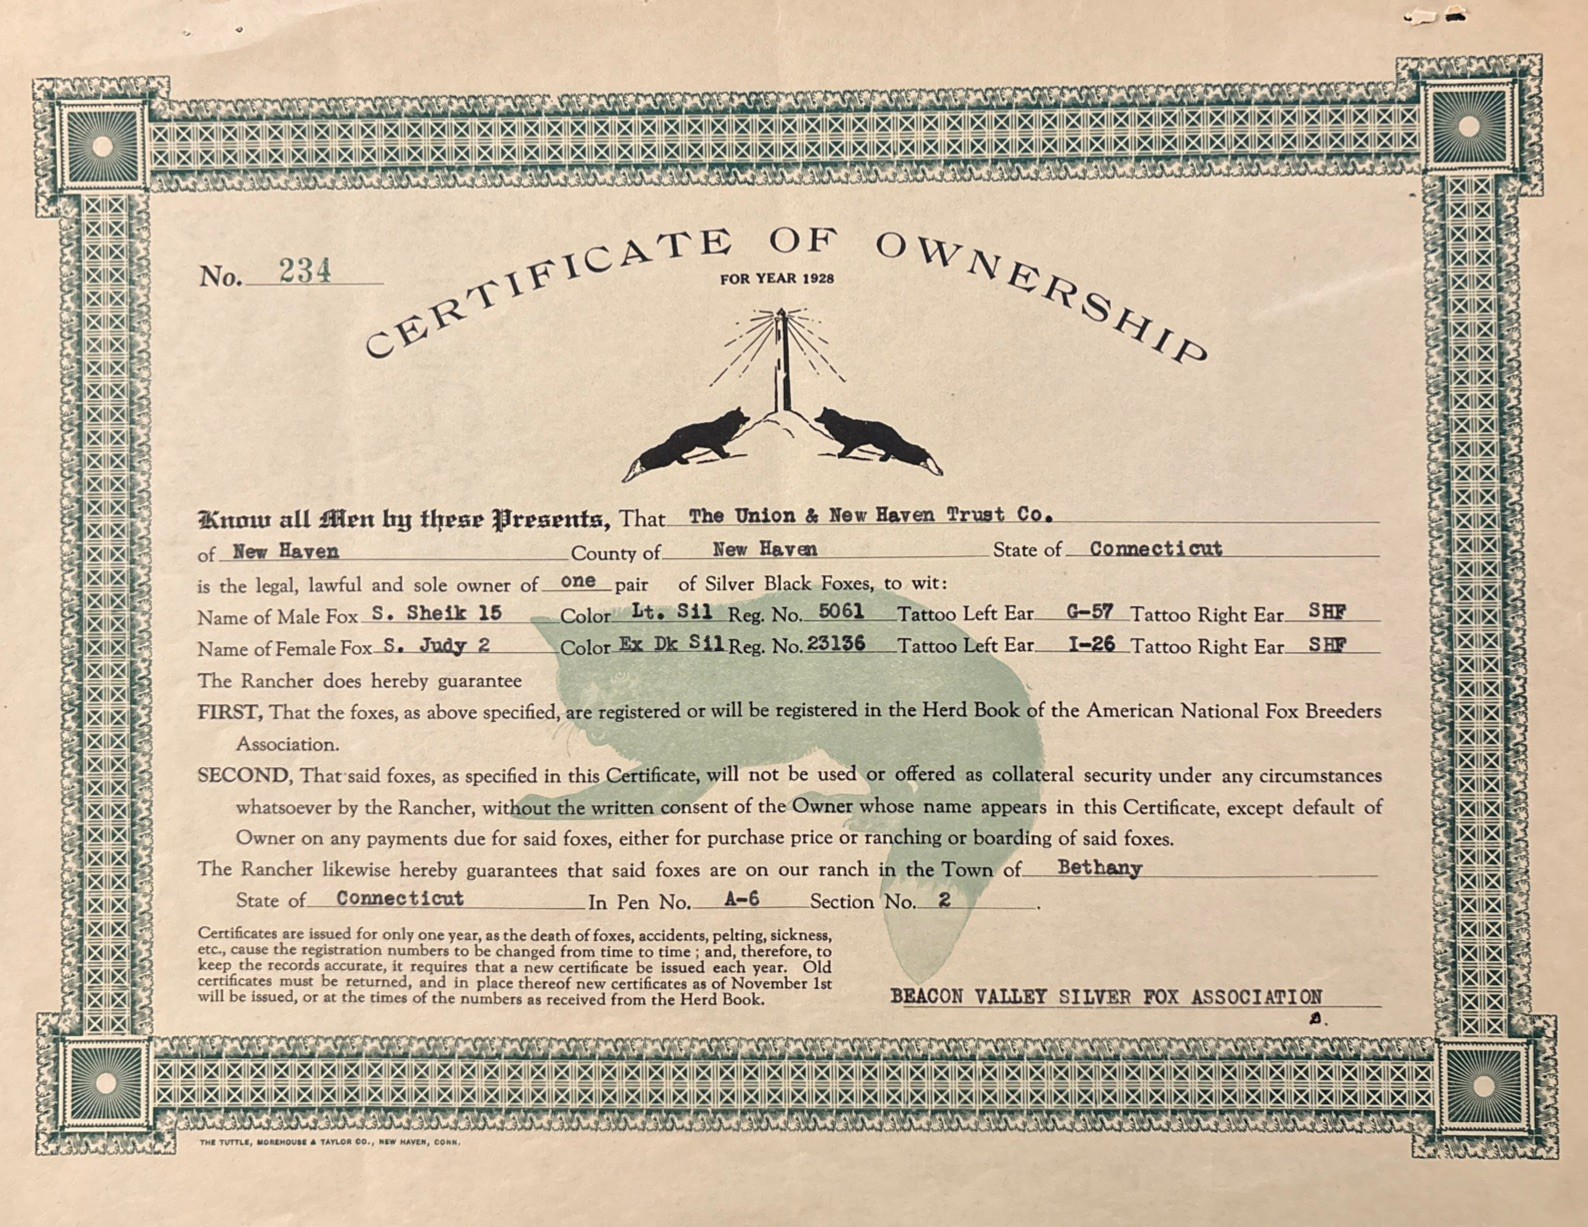 No. 234
CERTIFICATE OF OWNERSHIP
FOR YEAR 1928
Know all Men by these Presents, That The Union & New Haven Trust Co.
of New Haven County of New Haven State of Connecticut
is the legal, lawful and sole owner of one pair of Silver Black Foxes, to wit:
Name of Male Fox S. Sheik 15 Color Lt. Sil Reg. No. 5061 Tattoo Left Ear G-57 Tattoo Right Ear SHF
Name of Female Fox S. Judy 2 Color Ex Dk Sil Reg. No. 23136 Tattoo Left Ear I-26 Tattoo Right Ear SHF
The Rancher does hereby guarantee
FIRST, That the foxes, as above specified, are registered or will be registered in the Herd Book of the American National Fox Breeders
Association.
SECOND, That said foxes, as specified in this Certificate, will not be used or offered as collateral security under any circumstances
whatsoever by the Rancher, without the written consent of the Owner whose name appears in this Certificate, except default of
Owner on any payments due for said foxes, either for purchase price or ranching or boarding of said foxes.
The Rancher likewise hereby guarantees that said foxes are on our ranch in the Town of Bethany
State of Connecticut In Pen No. A-6 Section No. 2.
Certificates are issued for only one year, as the death of foxes, accidents, pelting, sickness,
etc., cause the registration numbers to be changed from time to time ; and, therefore, to
keep the records accurate, it requires that a new certificate be issued each year. Old
certificates must be returned, and in place thereof new certificates as of November 1st
will be issued, or at the times of the numbers as received from the Herd Book.
BEACON VALLEY SILVER FOX ASSOCIATION
THE TUTTLE, MOREHOUSE & TAYLOR CO., NEW HAVEN, CONN.